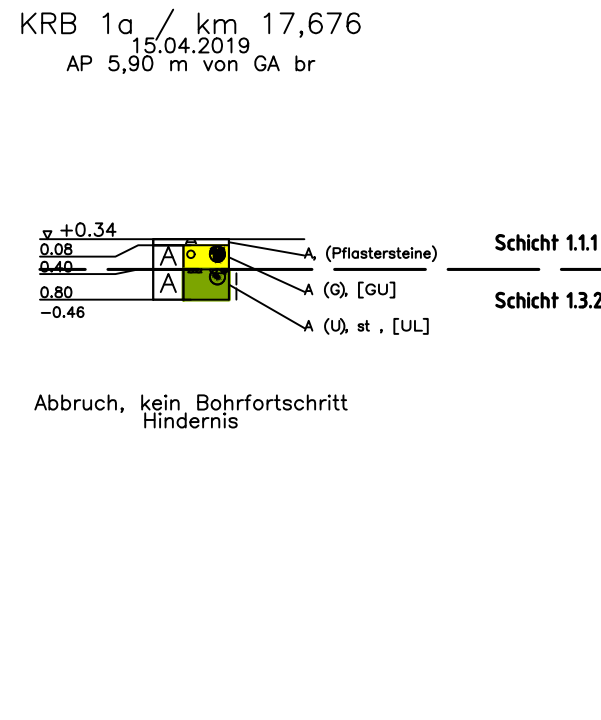 KRB 1a / km 17,676
15.04.2019
AP 5,90 m von GA br
+0.34
0.08
A, (Pflastersteine)
Schicht 1.1.1
A
0.40
A
0.80
A (G), [GU]
Schicht 1.3.2
−0.46
A (U), st , [UL]
Abbruch, kein Bohrfortschritt
Hindernis